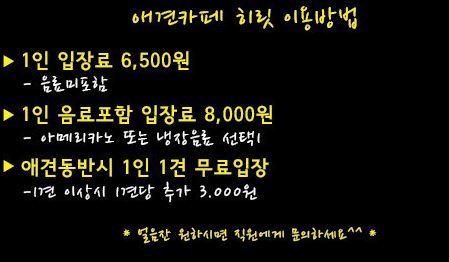 애견카페 히릿 이용방법
▶ 1인 입장료 6,500원
- 음료미포함
▶ 1인 음료포함 입장료 8,000원
- 아메리카노 또는 냉장음료 선택1
▶ 애견동반시 1인 1견 무료입장
-1견 이상시 1견당 추가 3.000원
* 얼음잔 원하시면 직원에게 문의하세요^^ *